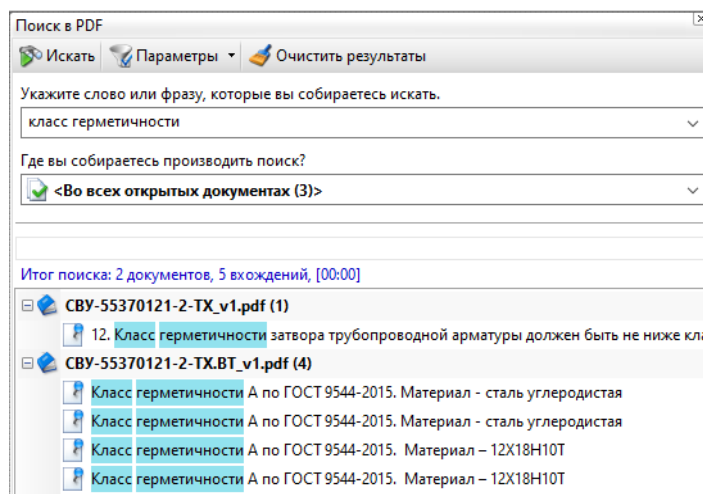 Поиск в PDF
Искать Параметры Очистить результаты
Укажите слово или фразу, которые вы собираетесь искать.
класс герметичности
Где вы собираетесь производить поиск?
<Во всех открытых документах (3)>
Итог поиска: 2 документов, 5 вхождений, [00:00]
СВУ-55370121-2-ТХ_v1.pdf (1)
12. Класс герметичности затвора трубопроводной арматуры должен быть не ниже кла
СВУ-55370121-2-ТХ.ВТ_v1.pdf (4)
Класс герметичности А по ГОСТ 9544-2015. Материал - сталь углеродистая
Класс герметичности А по ГОСТ 9544-2015. Материал - сталь углеродистая
Класс герметичности А по ГОСТ 9544-2015. Материал – 12Х18Н10Т
Класс герметичности А по ГОСТ 9544-2015. Материал – 12Х18Н10Т